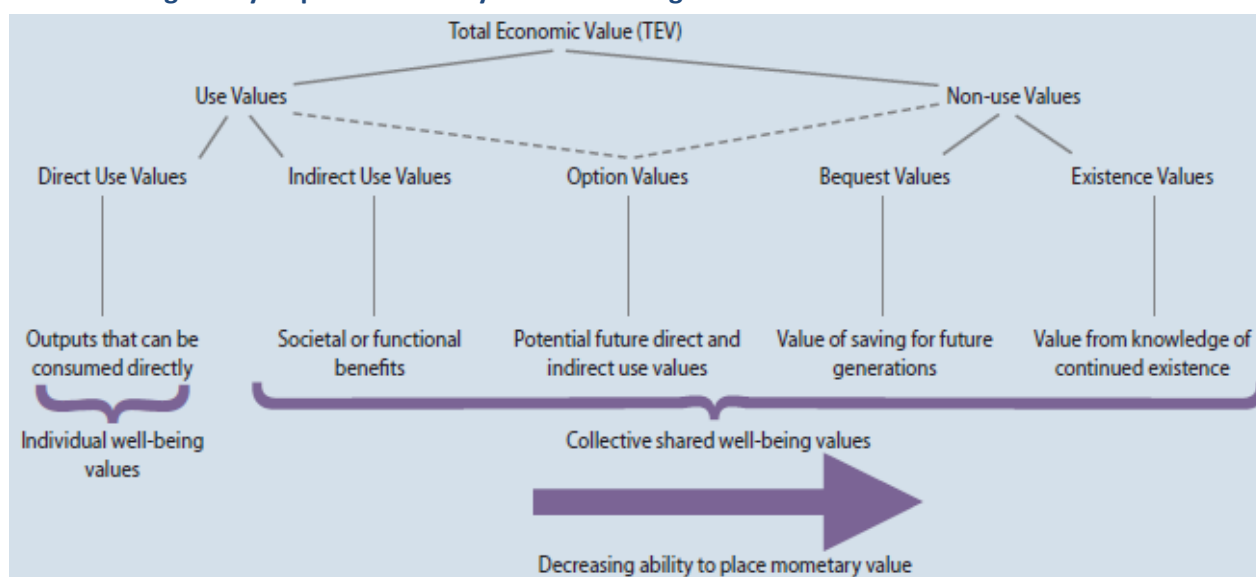 Total Economic Value (TEV)
Use Values
Non-use Values
Direct Use Values
Indirect Use Values
Option Values
Bequest Values
Existence Values
Outputs that can be
consumed directly
Societal or functional
benefits
Potential future direct and
indirect use values
Value of saving for future
generations
Value from knowledge of
continued existence
Individual well-being
values
Collective shared well-being values
Decreasing ability to place mometary value